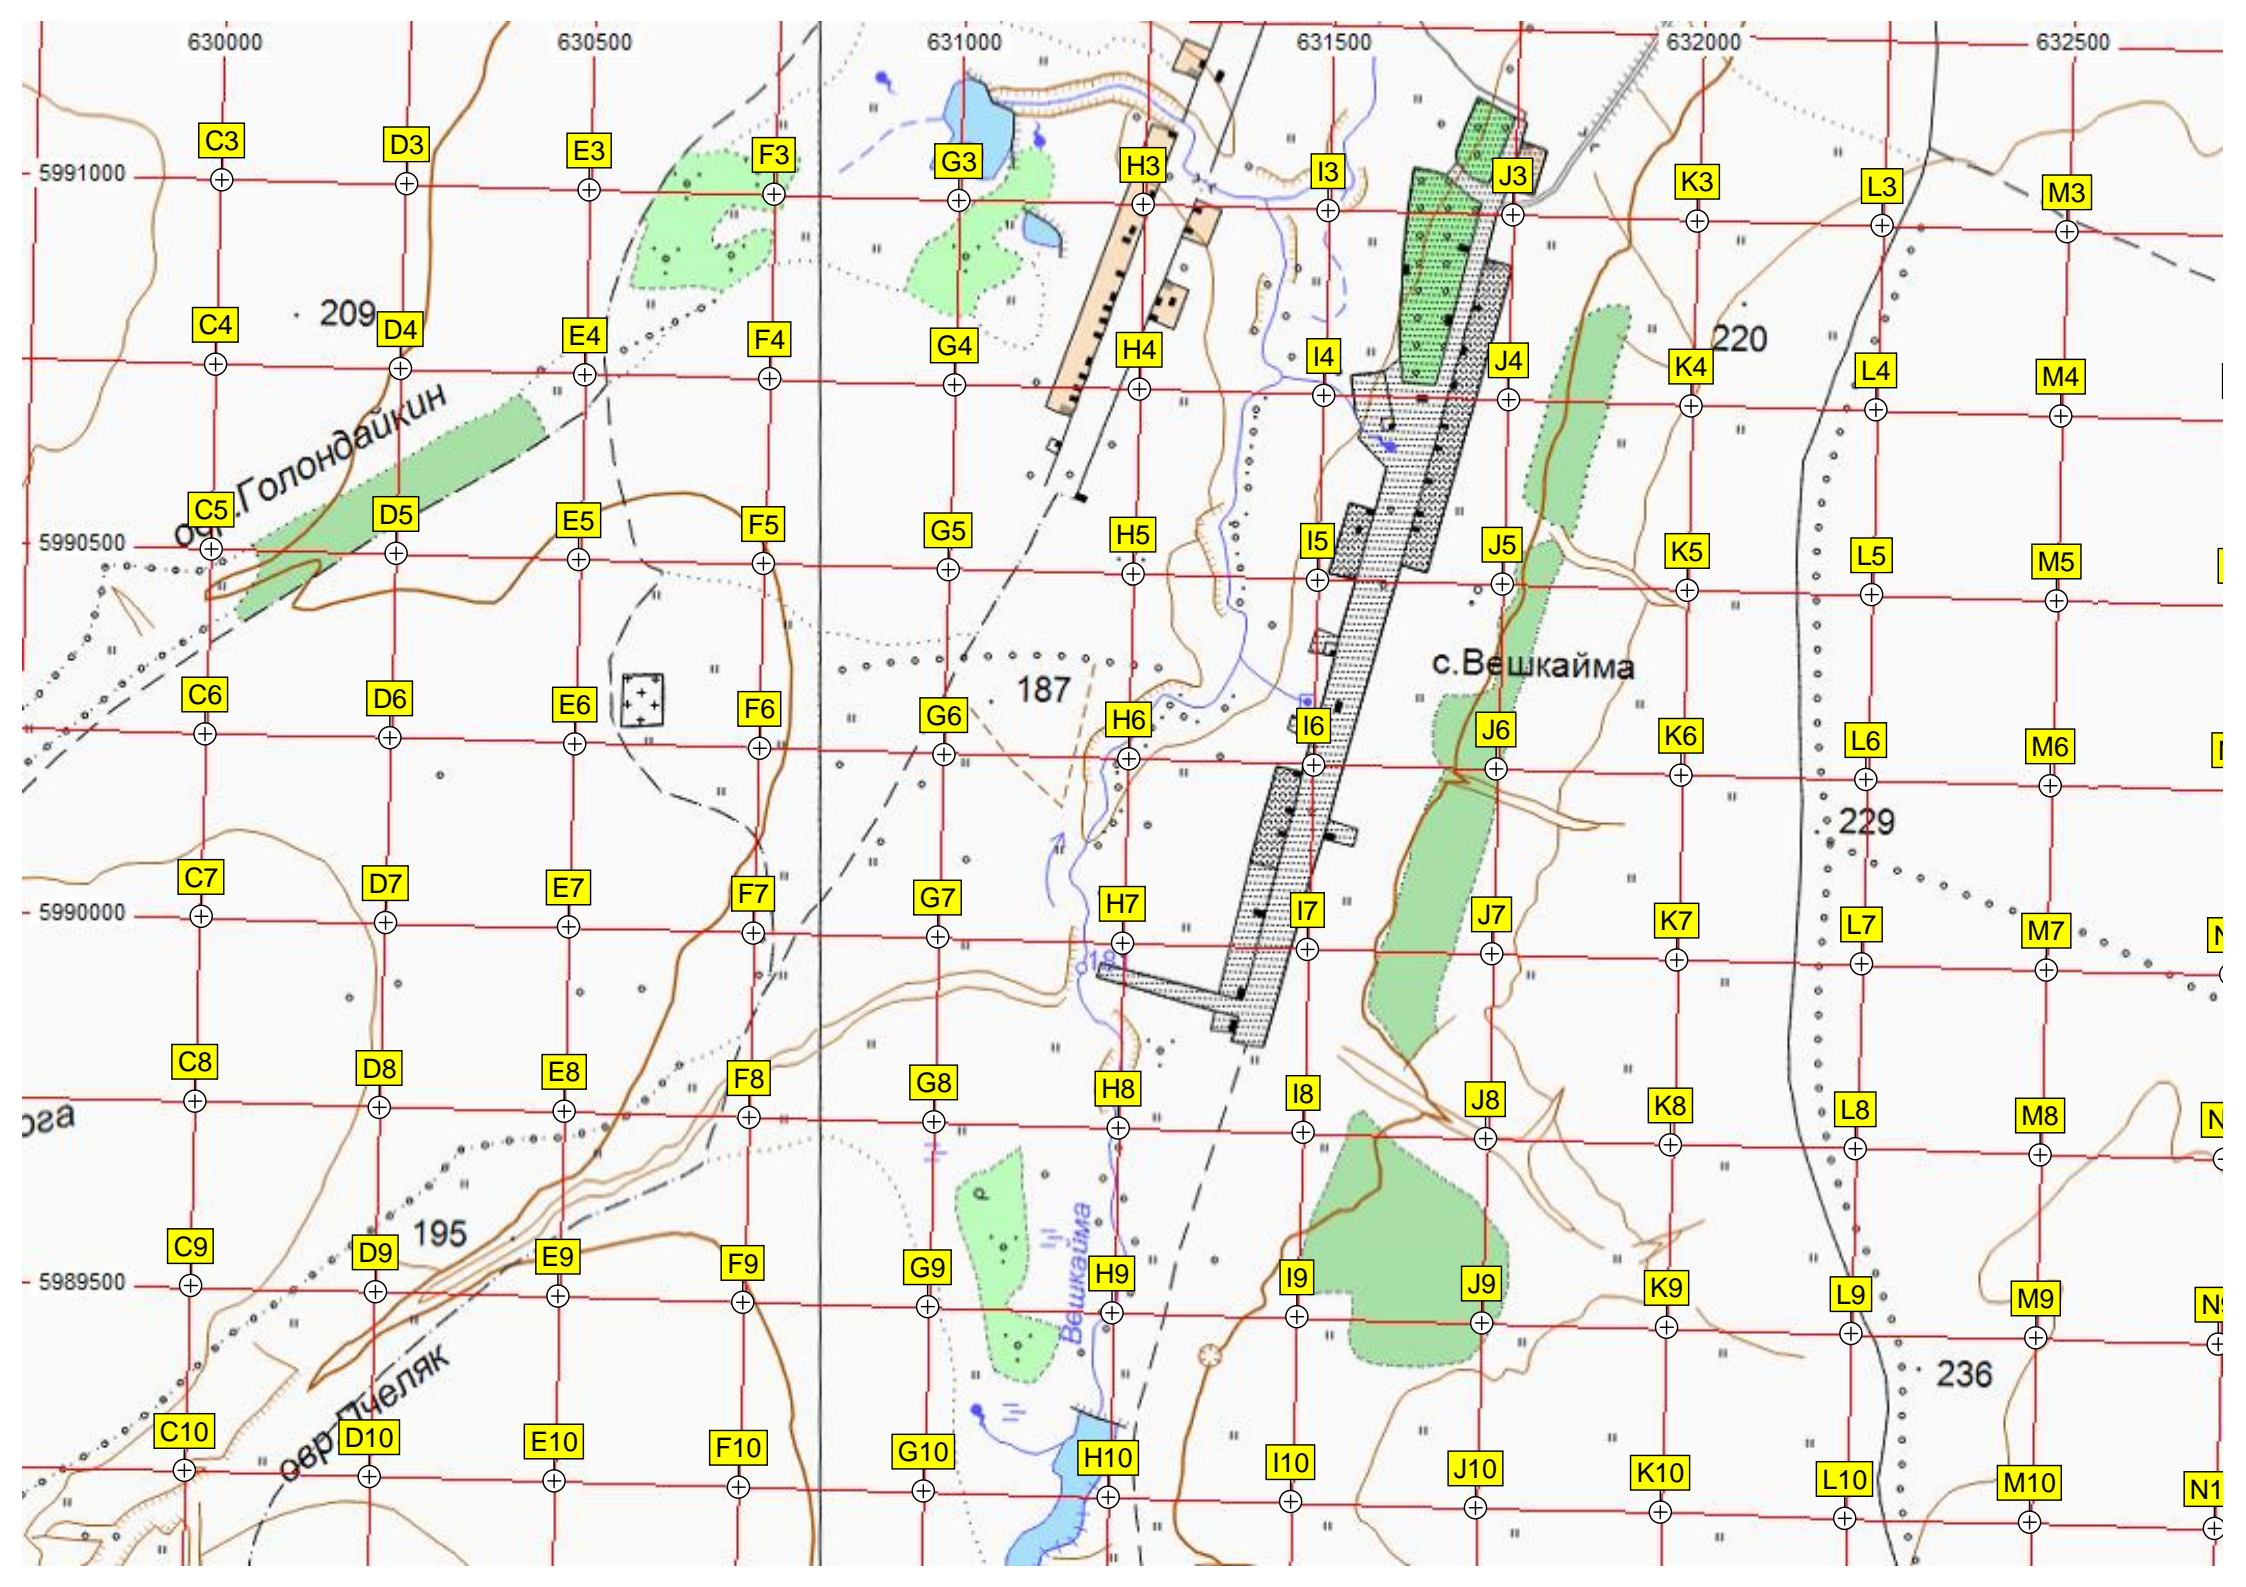 630000 630500 631000 631500 632000 632500
C3 D3 E3 F3 G3 H3 I3 J3 K3 L3 M3
5991000
209
220
C4 D4 E4 F4 G4 H4 I4 J4 K4 L4 M4
овр.Голондайкин
C5 D5 E5 F5 G5 H5 I5 J5 K5 L5 M5
5990500
с.Вешкайма
187
C6 D6 E6 F6 G6 H6 I6 J6 K6 L6 M6
229
C7 D7 E7 F7 G7 H7 I7 J7 K7 L7 M7
5990000
C8 D8 E8 F8 G8 H8 I8 J8 K8 L8 M8
195
Вешкайма
C9 D9 E9 F9 G9 H9 I9 J9 K9 L9 M9
5989500
236
овр.Пчеляк
C10 D10 E10 F10 G10 H10 I10 J10 K10 L10 M10